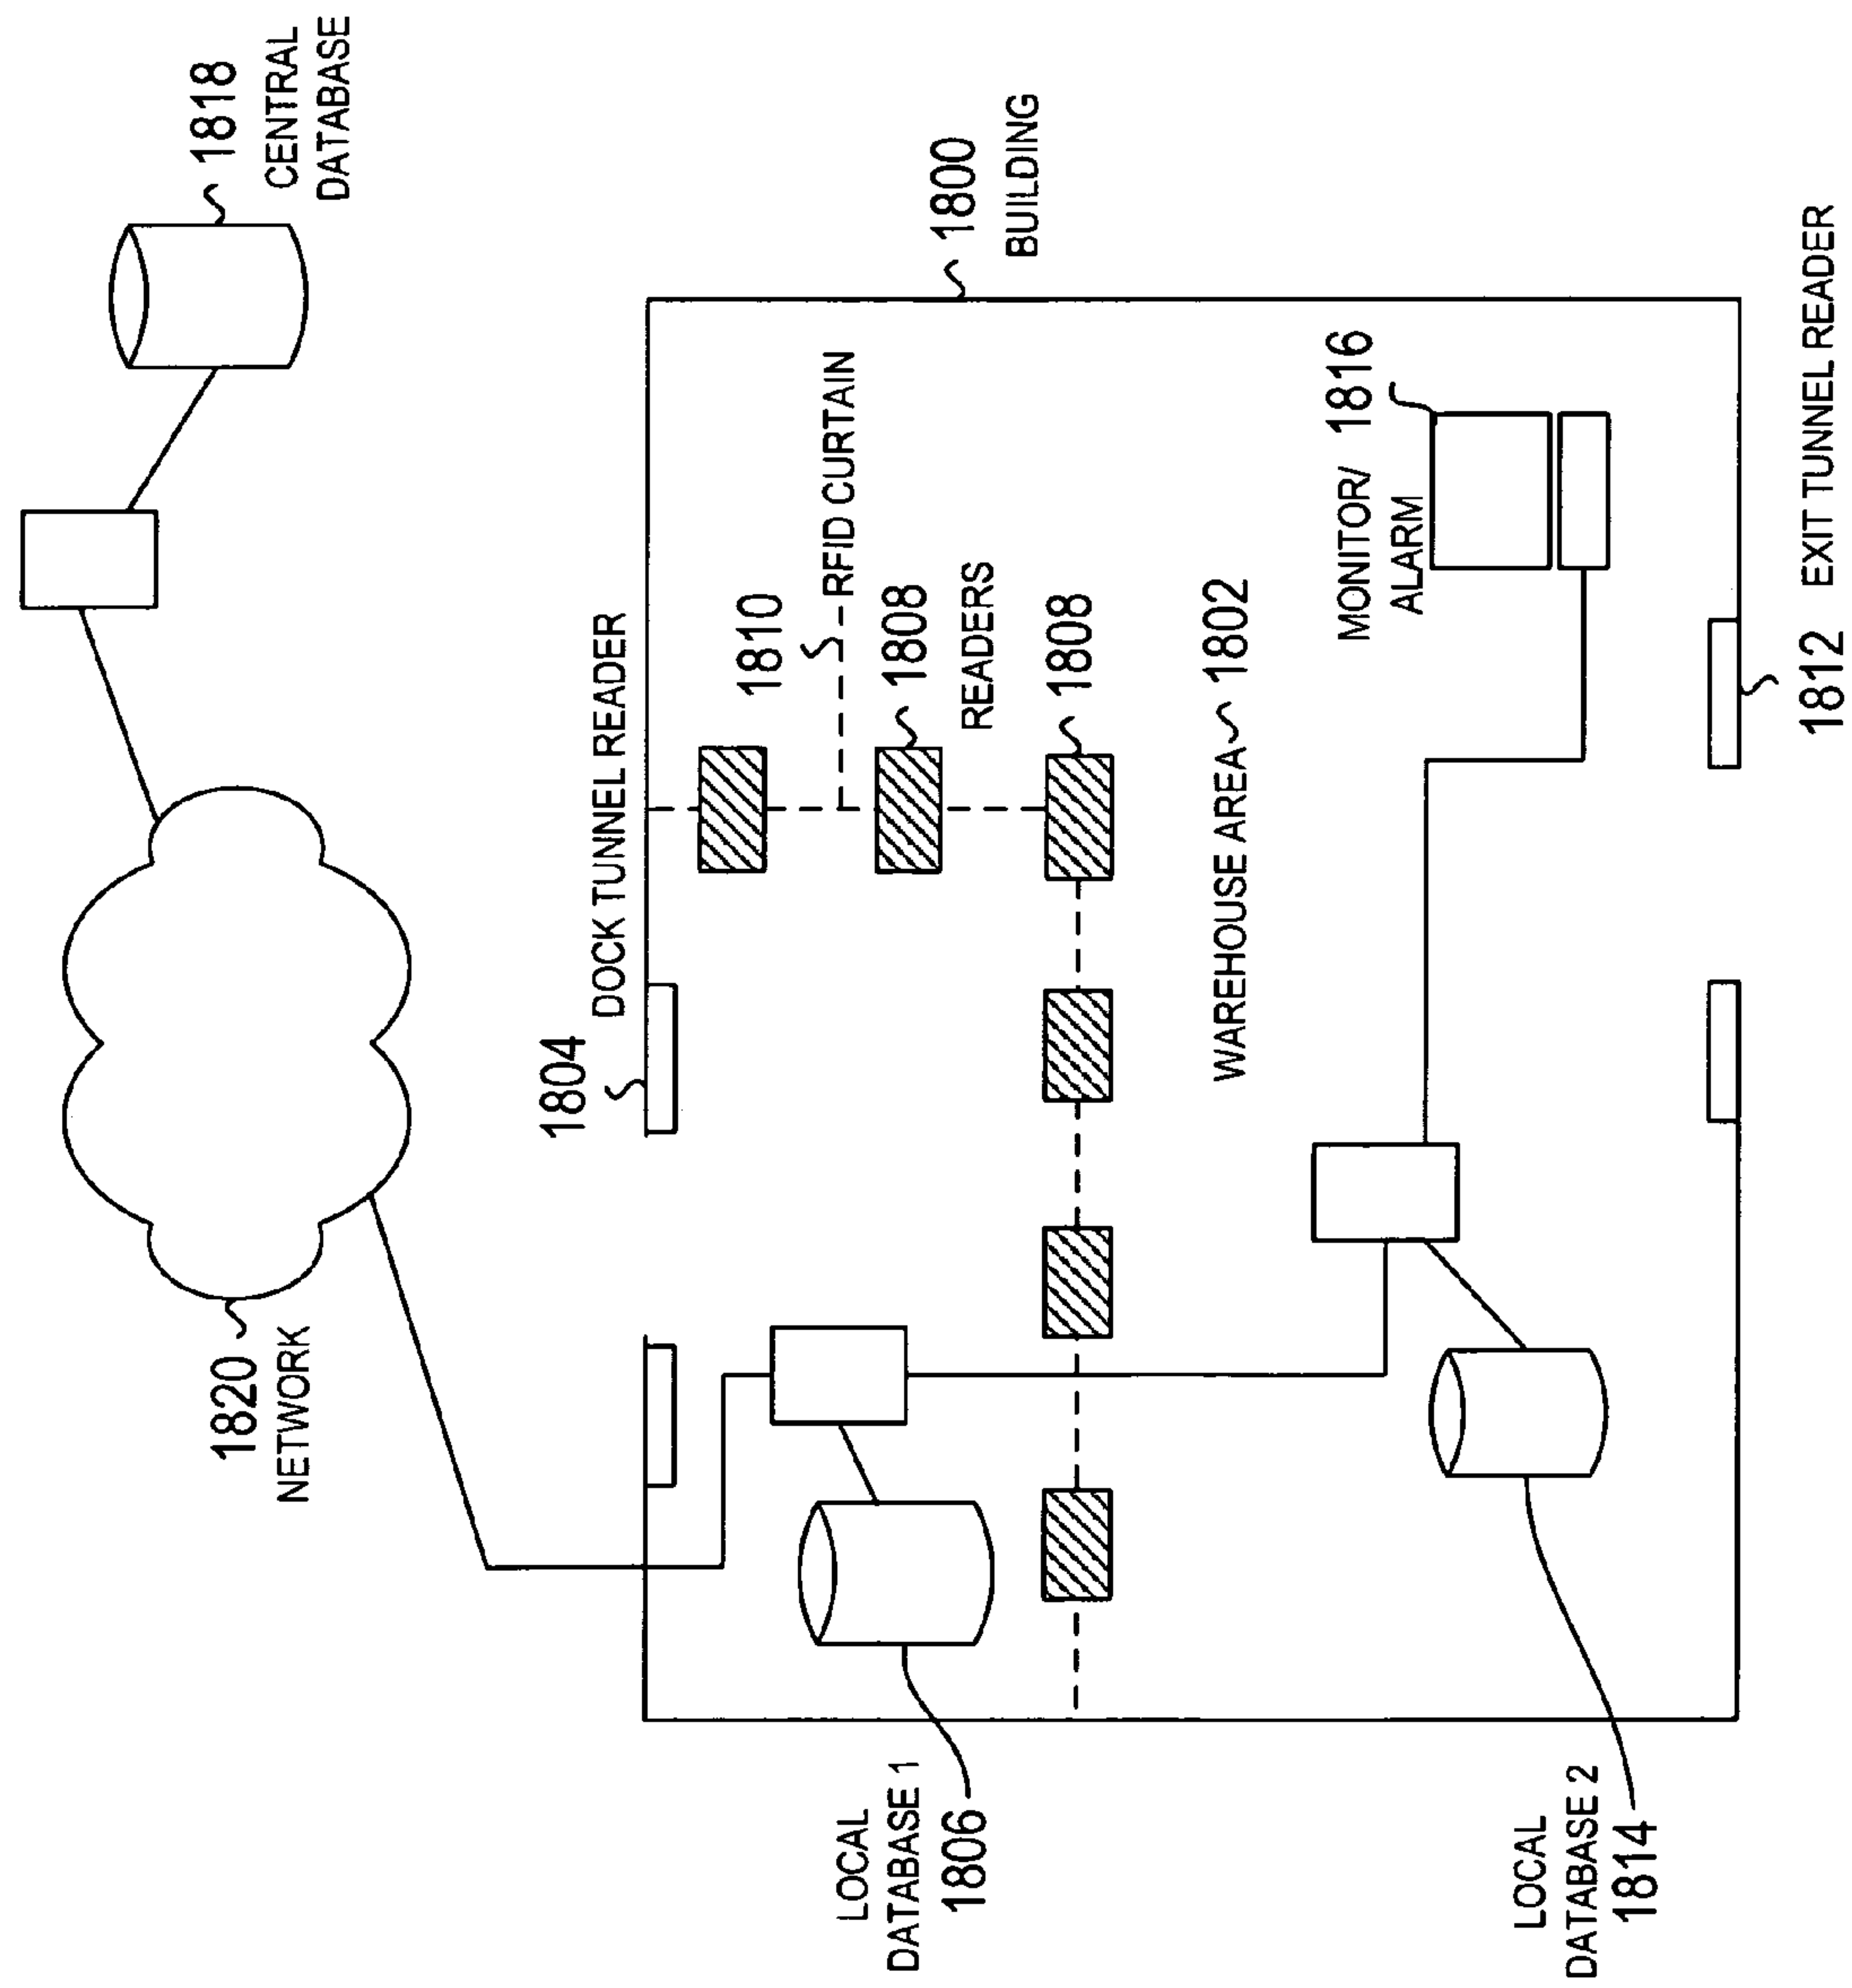 1818
CENTRAL
DATABASE
1820
NETWORK
1800
BUILDING
1804
DOCK TUNNEL READER
1810
RFID CURTAIN
1808
READERS
1808
WAREHOUSE AREA 1802
MONITOR/ 1816
ALARM
LOCAL
DATABASE 1
1806
LOCAL
DATABASE 2
1814
1812 EXIT TUNNEL READER